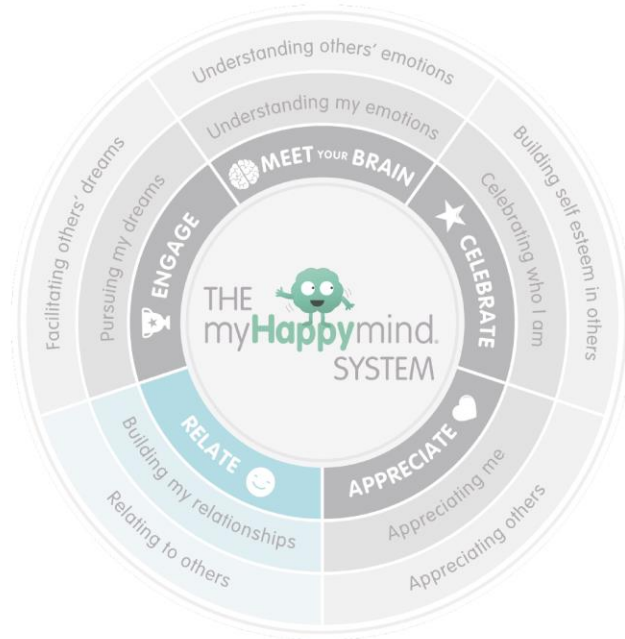 THE
myHappymind.
SYSTEM
MEET YOUR BRAIN
Understanding my emotions
Understanding others' emotions
CELEBRATE
Celebrating who I am
Building self esteem in others
APPRECIATE
Appreciating me
Appreciating others
RELATE
Building my relationships
Relating to others
ENGAGE
Pursuing my dreams
Facilitating others' dreams